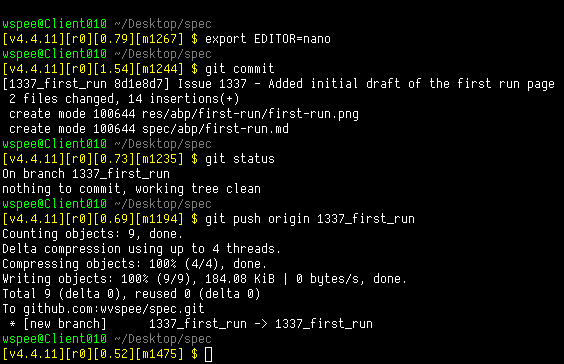 wspee@Client010 ~/Desktop/spec
[v4.4.11][r0][0.79][m1267] $ export EDITOR=nano
wspee@Client010 ~/Desktop/spec
[v4.4.11][r0][1.54][m1244] $ git commit
[1337_first_run 8d1e8d7] Issue 1337 - Added initial draft of the first run page
 2 files changed, 14 insertions(+)
 create mode 100644 res/abp/first-run/first-run.png
 create mode 100644 spec/abp/first-run.md
wspee@Client010 ~/Desktop/spec
[v4.4.11][r0][0.73][m1235] $ git status
On branch 1337_first_run
nothing to commit, working tree clean
wspee@Client010 ~/Desktop/spec
[v4.4.11][r0][0.69][m1194] $ git push origin 1337_first_run
Counting objects: 9, done.
Delta compression using up to 4 threads.
Compressing objects: 100% (4/4), done.
Writing objects: 100% (9/9), 184.08 KiB | 0 bytes/s, done.
Total 9 (delta 0), reused 0 (delta 0)
To github.com:wvspee/spec.git
 * [new branch]      1337_first_run -> 1337_first_run
wspee@Client010 ~/Desktop/spec
[v4.4.11][r0][0.52][m1475] $